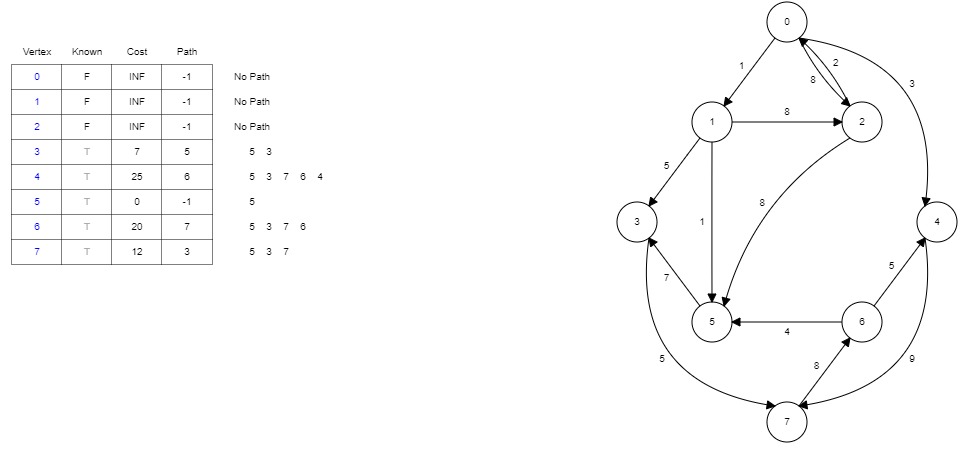 Vertex Known Cost Path
0 F INF -1 No Path
1 F INF -1 No Path
2 F INF -1 No Path
3 T 7 5 5 3
4 T 25 6 5 3 7 6 4
5 T 0 -1 5
6 T 20 7 5 3 7 6
7 T 12 3 5 3 7
0
1
2
8
3
1
8
2
5
8
1
3
4
7
5
5
4
6
5
8
9
7